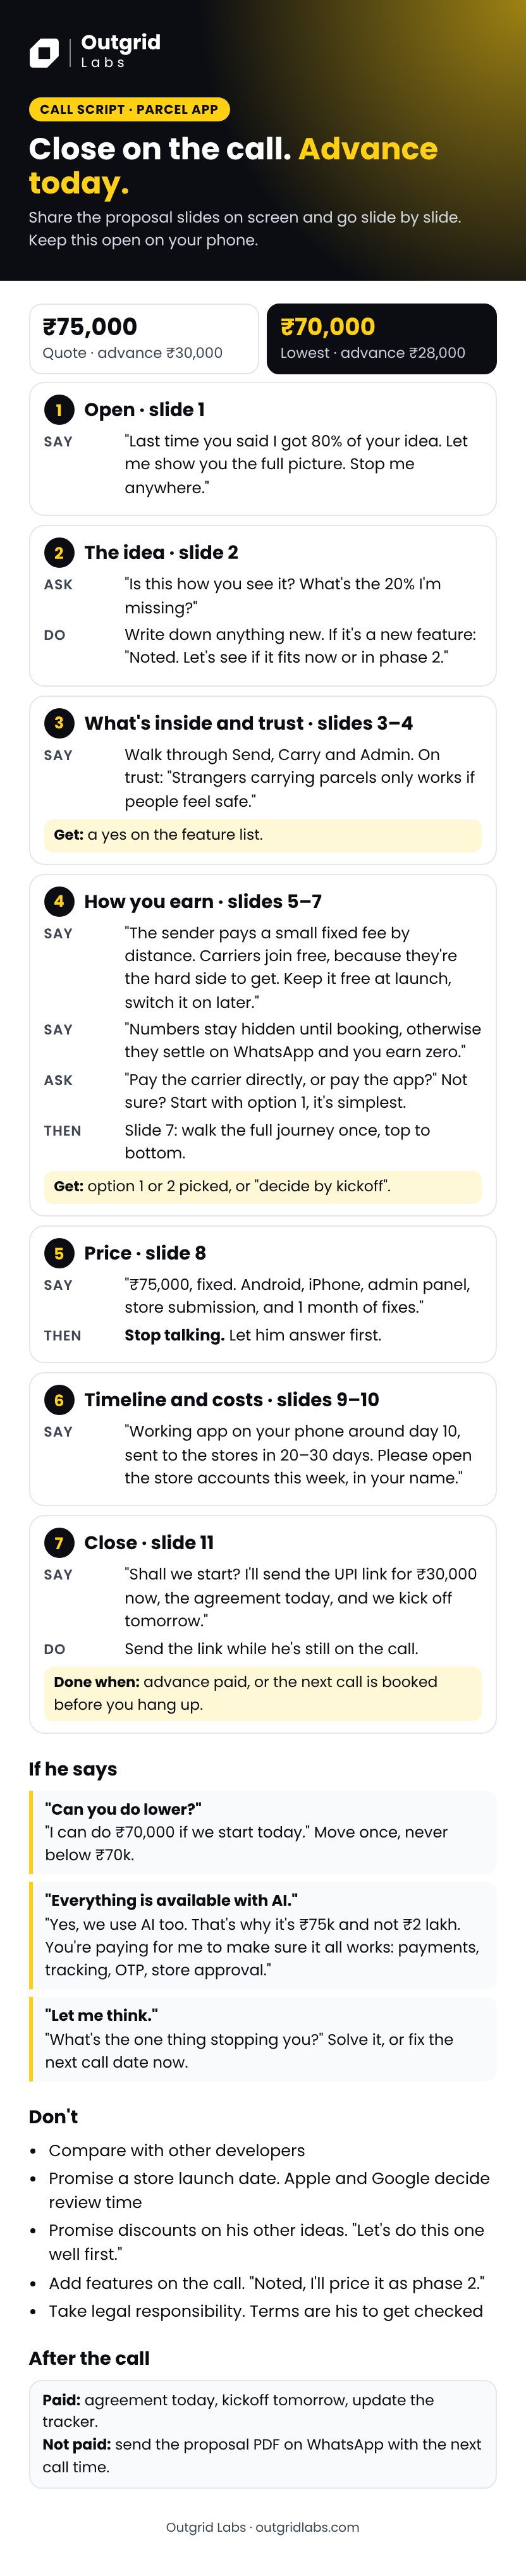 Outgrid
Labs
CALL SCRIPT · PARCEL APP
Close on the call. Advance
today.
Share the proposal slides on screen and go slide by slide.
Keep this open on your phone.
₹75,000
Quote · advance ₹30,000
₹70,000
Lowest · advance ₹28,000
1 Open · slide 1
SAY "Last time you said I got 80% of your idea. Let
me show you the full picture. Stop me
anywhere."
2 The idea · slide 2
ASK "Is this how you see it? What's the 20% I'm
missing?"
DO Write down anything new. If it's a new feature:
"Noted. Let's see if it fits now or in phase 2."
3 What's inside and trust · slides 3–4
SAY Walk through Send, Carry and Admin. On
trust: "Strangers carrying parcels only works if
people feel safe."
Get: a yes on the feature list.
4 How you earn · slides 5–7
SAY "The sender pays a small fixed fee by
distance. Carriers join free, because they're
the hard side to get. Keep it free at launch,
switch it on later."
SAY "Numbers stay hidden until booking, otherwise
they settle on WhatsApp and you earn zero."
ASK "Pay the carrier directly, or pay the app?" Not
sure? Start with option 1, it's simplest.
THEN Slide 7: walk the full journey once, top to
bottom.
Get: option 1 or 2 picked, or "decide by kickoff".
5 Price · slide 8
SAY "₹75,000, fixed. Android, iPhone, admin panel,
store submission, and 1 month of fixes."
THEN Stop talking. Let him answer first.
6 Timeline and costs · slides 9–10
SAY "Working app on your phone around day 10,
sent to the stores in 20–30 days. Please open
the store accounts this week, in your name."
7 Close · slide 11
SAY "Shall we start? I'll send the UPI link for ₹30,000
now, the agreement today, and we kick off
tomorrow."
DO Send the link while he's still on the call.
Done when: advance paid, or the next call is booked
before you hang up.
If he says
"Can you do lower?"
"I can do ₹70,000 if we start today." Move once, never
below ₹70k.
"Everything is available with AI."
"Yes, we use AI too. That's why it's ₹75k and not ₹2 lakh.
You're paying for me to make sure it all works: payments,
tracking, OTP, store approval."
"Let me think."
"What's the one thing stopping you?" Solve it, or fix the
next call date now.
Don't
• Compare with other developers
• Promise a store launch date. Apple and Google decide
review time
• Promise discounts on his other ideas. "Let's do this one
well first."
• Add features on the call. "Noted, I'll price it as phase 2."
• Take legal responsibility. Terms are his to get checked
After the call
Paid: agreement today, kickoff tomorrow, update the
tracker.
Not paid: send the proposal PDF on WhatsApp with the next
call time.
Outgrid Labs · outgridlabs.com